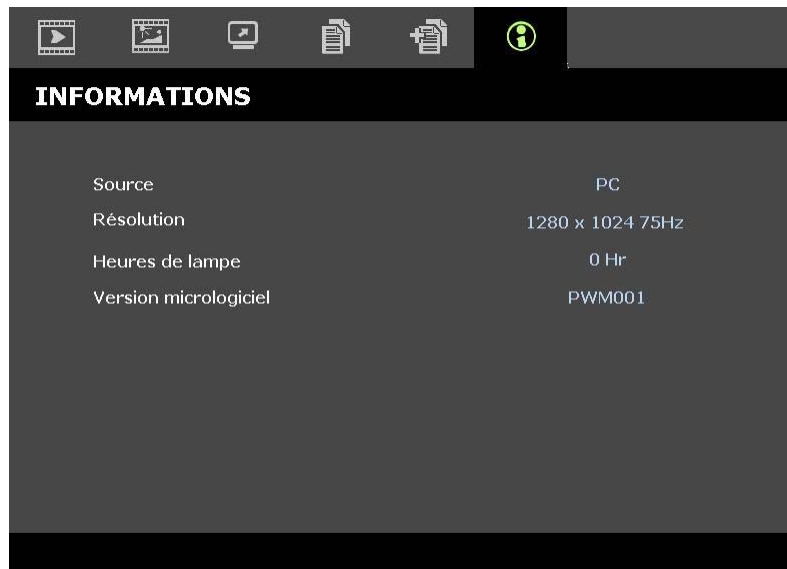 INFORMATIONS
Source PC
Résolution 1280 x 1024 75Hz
Heures de lampe 0 Hr
Version micrologiciel PWM001